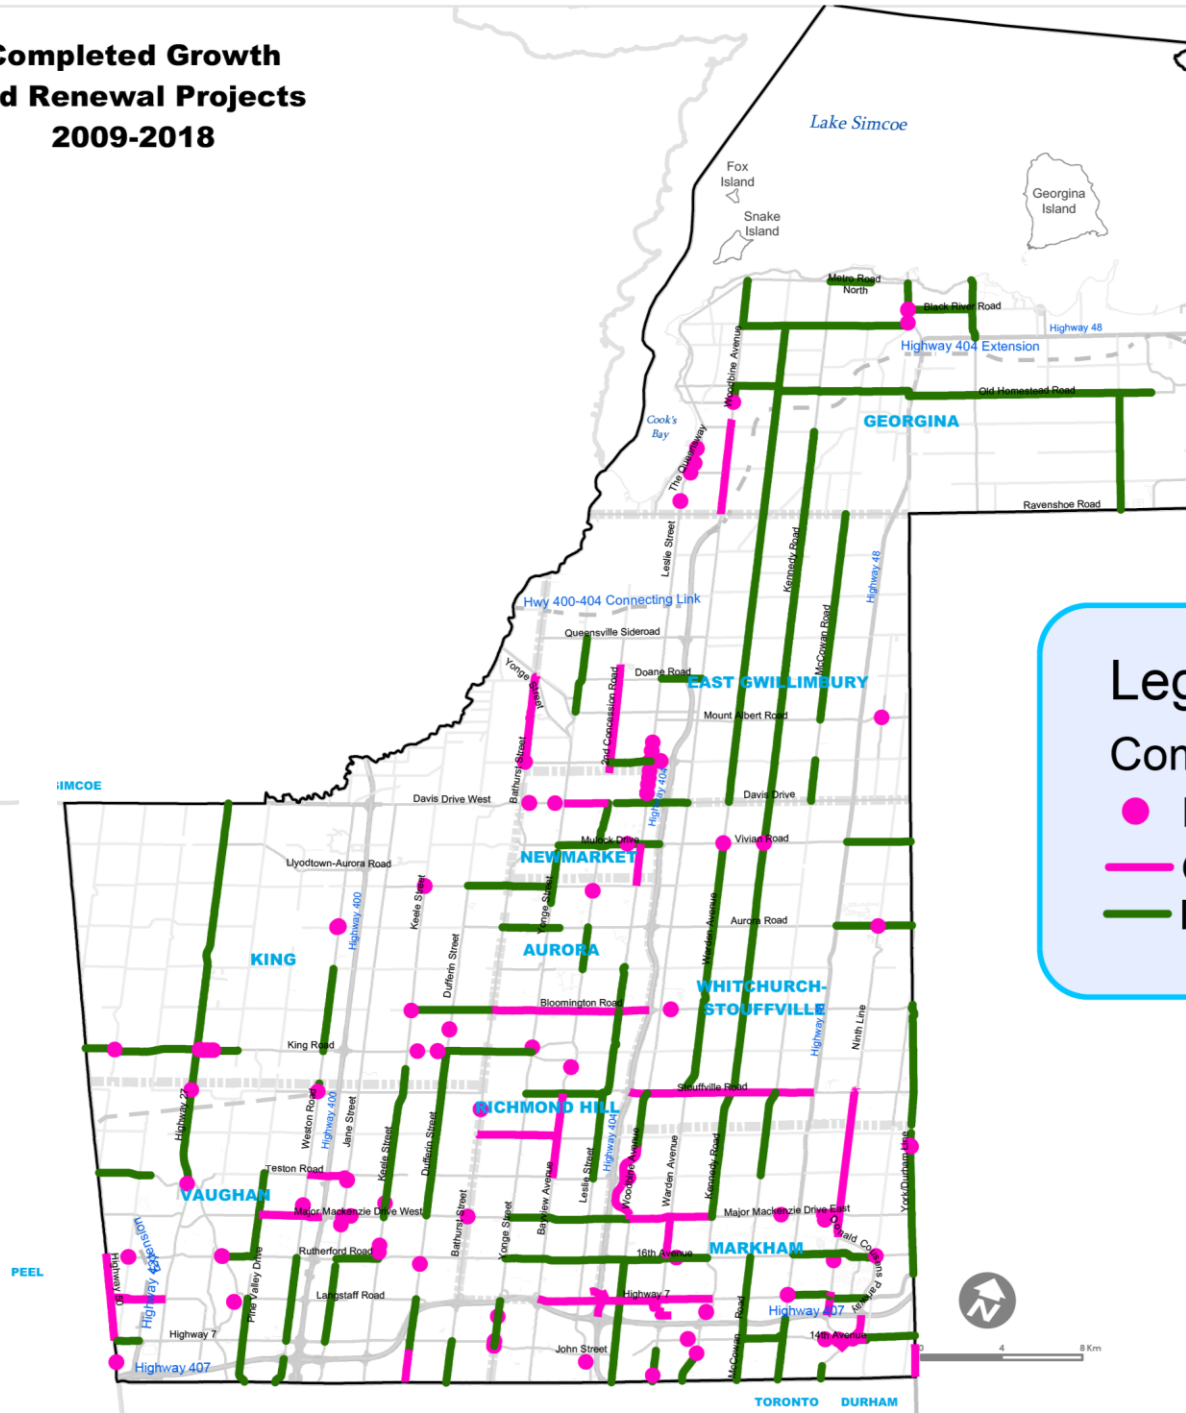 Completed Growth
d Renewal Projects
2009-2018
Lake Simcoe
Fox
Island
Georgina
Island
Snake
Island
Metro Road
North
Black River Road
Highway 48
Highway 404 Extension
Woodbine Avenue
Old Homestead Road
Cook's
Bay
GEORGINA
The Queensway
Ravenshoe Road
Leslie Street
Kennedy Road
Highway 48
Hwy 400-404 Connecting Link
Queensville Sideroad
McCowan Road
Yonge Street
Doane Road
EAST GWILLIMBURY
2nd Concession Road
Mount Albert Road
Leg
Con
Bathurst Street
SIMCOE
Highway 404
Davis Drive West
Davis Drive
Mulock Drive
Vivian Road
NEWMARKET
Llyodtown-Aurora Road
Keele Street
Yonge Street
Highway 400
Warden Avenue
Aurora Road
KING
Dufferin Street
AURORA
WHITCHURCH-
STOUFFVILLE
Bloomington Road
Ninth Line
King Road
Stouffville Road
Highway 27
Weston Road
Highway 400
Jane Street
RICHMOND HILL
Keele Street
Dufferin Street
Highway 404
Woodbine Avenue
Warden Avenue
Kennedy Road
York/Durham Line
Teston Road
Leslie Street
Bayview Avenue
VAUGHAN
Major Mackenzie Drive West
Bathurst Street
Yonge Street
Major Mackenzie Drive East
Donald Cousens Parkway
Rutherford Road
16th Avenue
MARKHAM
PEEL
Highway 50
Pine Valley Drive
Langstaff Road
Highway 7
Highway 407
Highway 7
14th Avenue
McCowan Road
John Street
Highway 407
0 4 8 Km
N
TORONTO
DURHAM